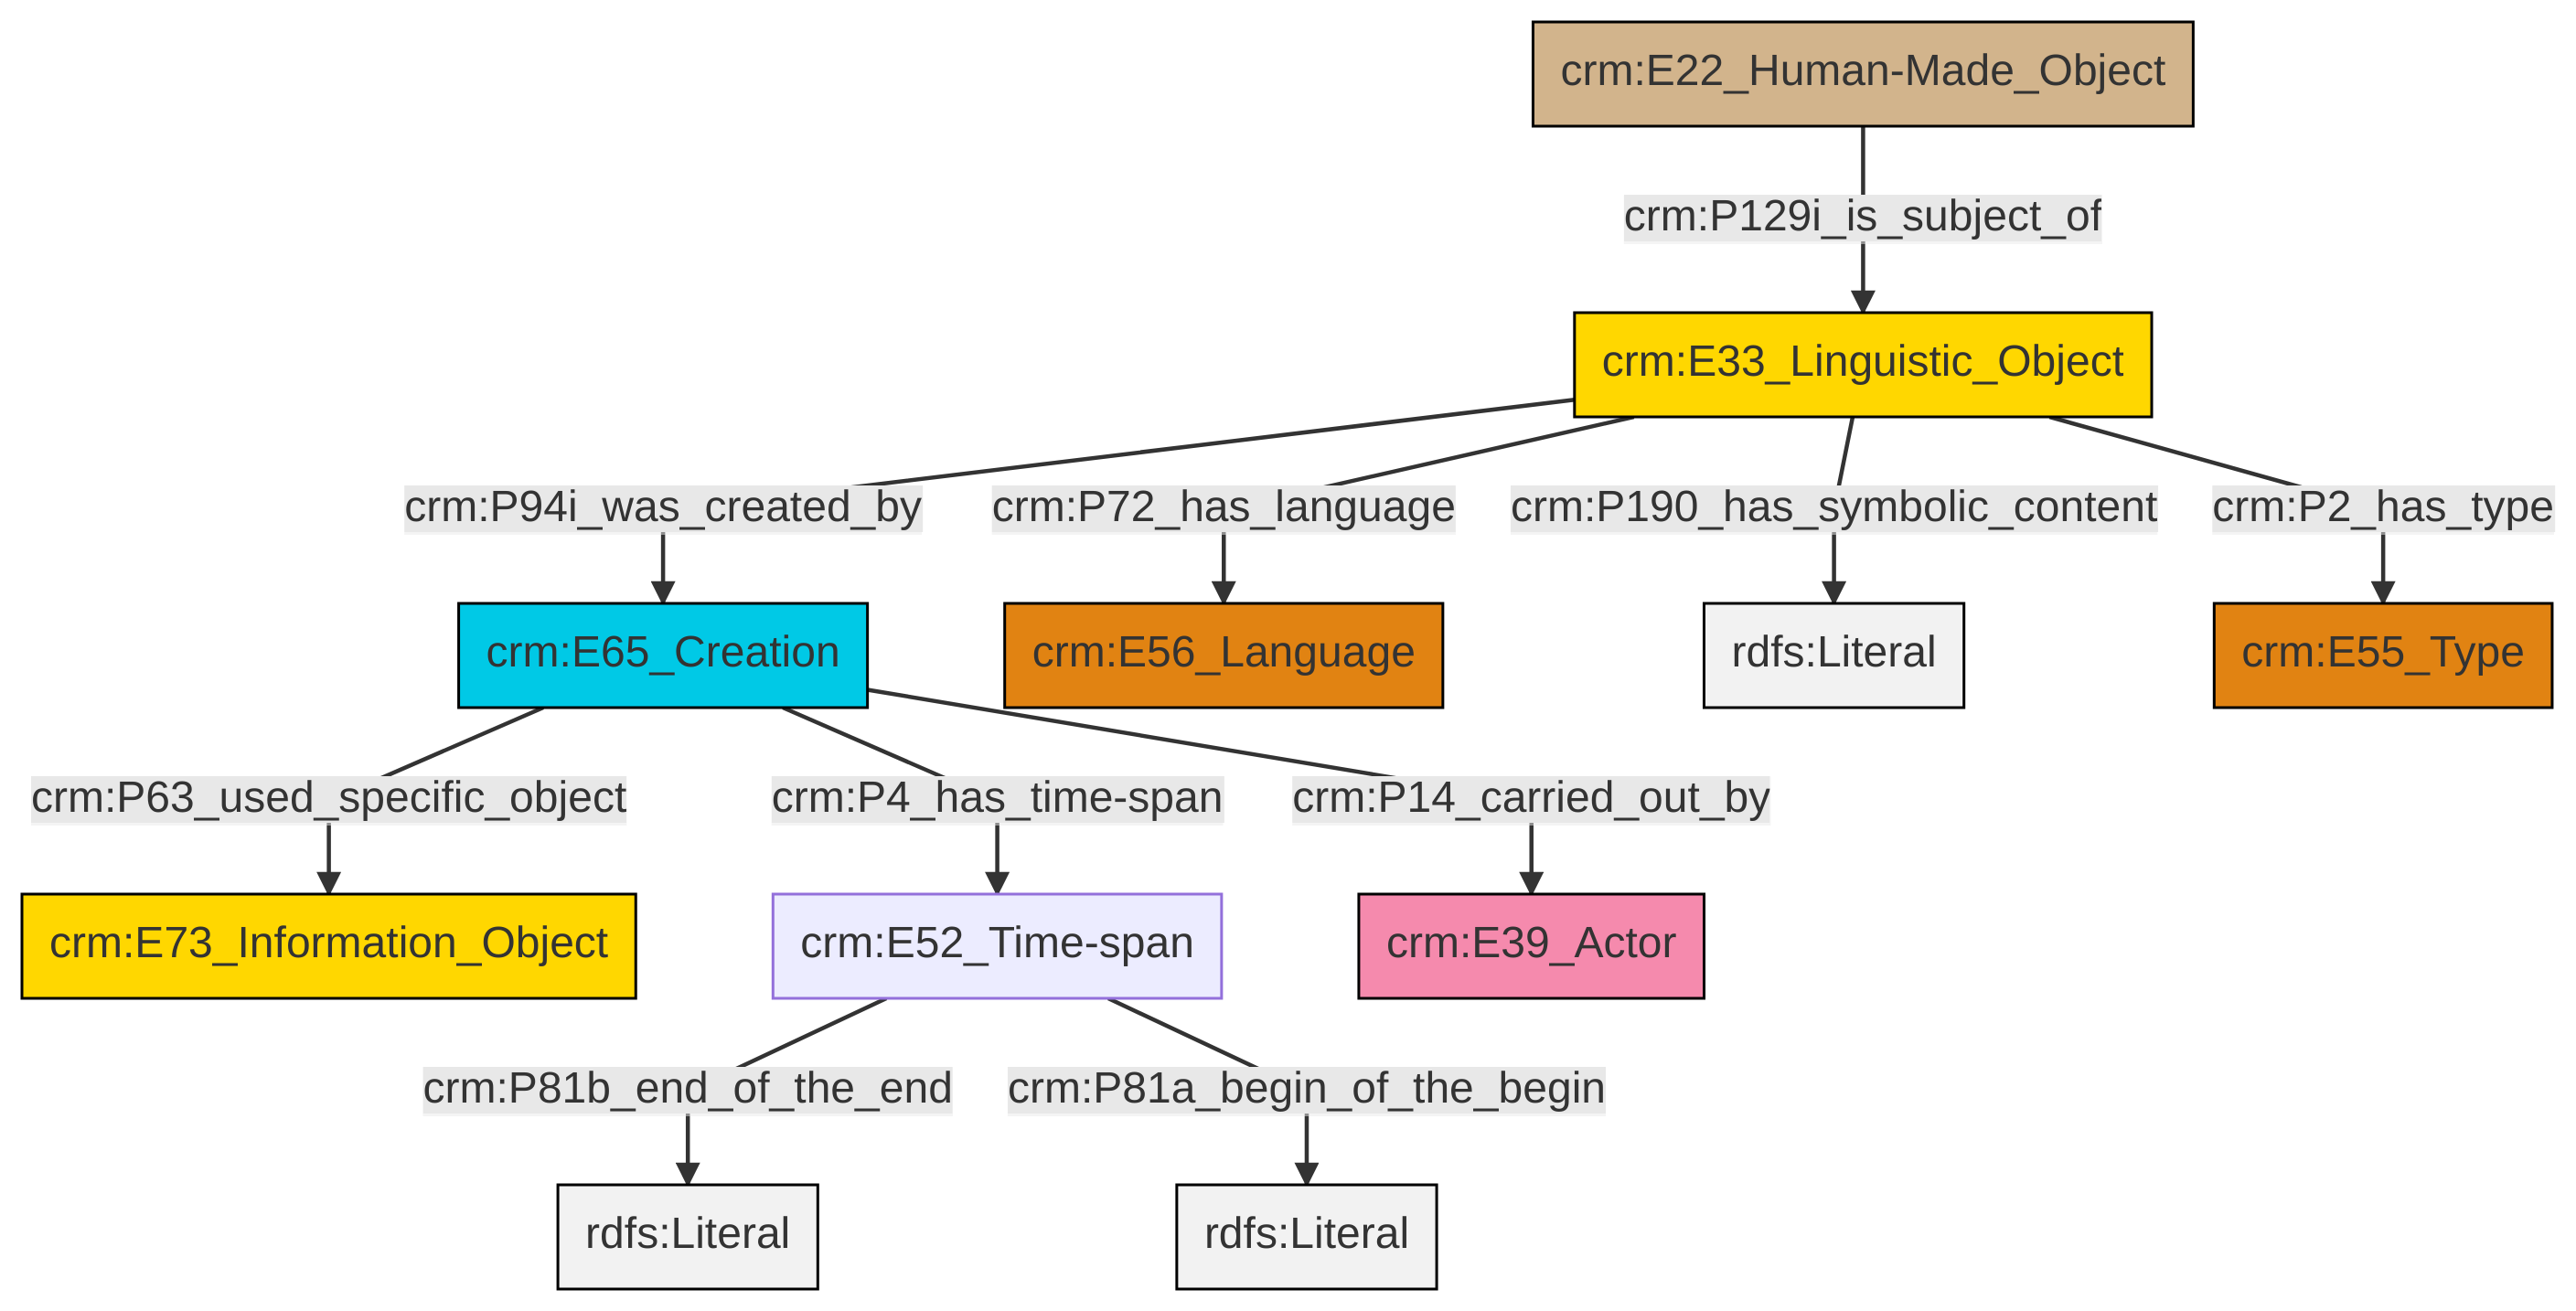 crm:E22_Human-Made_Object
crm:P129i_is_subject_of
crm:E33_Linguistic_Object
crm:P94i_was_created_by
crm:P72_has_language
crm:P190_has_symbolic_content
crm:P2_has_type
crm:E65_Creation
crm:E56_Language
rdfs:Literal
crm:E55_Type
crm:P63_used_specific_object
crm:P4_has_time-span
crm:P14_carried_out_by
crm:E73_Information_Object
crm:E52_Time-span
crm:E39_Actor
crm:P81b_end_of_the_end
crm:P81a_begin_of_the_begin
rdfs:Literal
rdfs:Literal